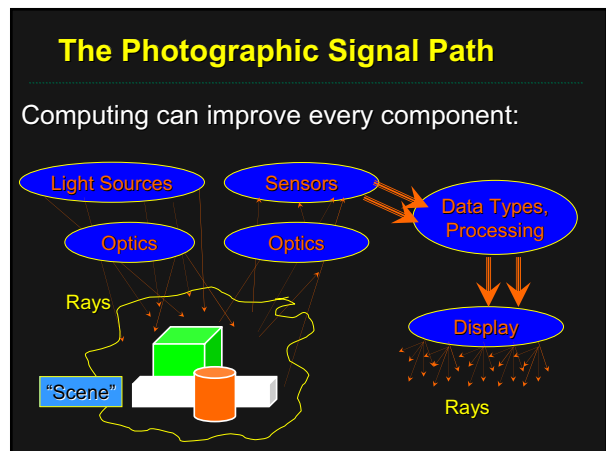 The Photographic Signal Path
Computing can improve every component:
Light Sources
Sensors
Data Types,
Processing
Optics
Optics
Rays
Display
“Scene”
Rays